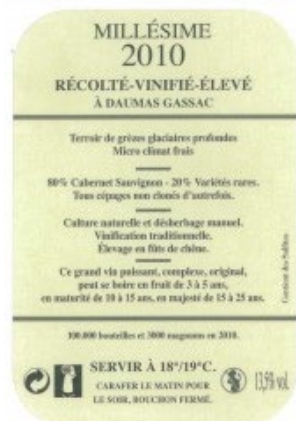 MILLÉSIME
2010
RÉCOLTÉ-VINIFIÉ-ÉLEVÉ
À DAUMAS GASSAC
Terroir de grèzes glaciaires profondes
Micro climat frais
80% Cabernet Sauvignon - 20% Variétés rares.
Tous cépages non clonés d'autrefois.
Culture naturelle et désherbage manuel.
Vinification traditionnelle.
Élevage en fûts de chêne.
Ce grand vin puissant, complexe, original,
peut se boire en fruit de 3 à 5 ans,
en maturité de 10 à 15 ans, en majesté de 15 à 25 ans.
Contient des Sulfites
100.000 bouteilles et 3000 magnums en 2010.
SERVIR À 18°/19°C.
CARAFER LE MATIN POUR
LE SOIR, BOUCHON FERMÉ.
13,5% vol